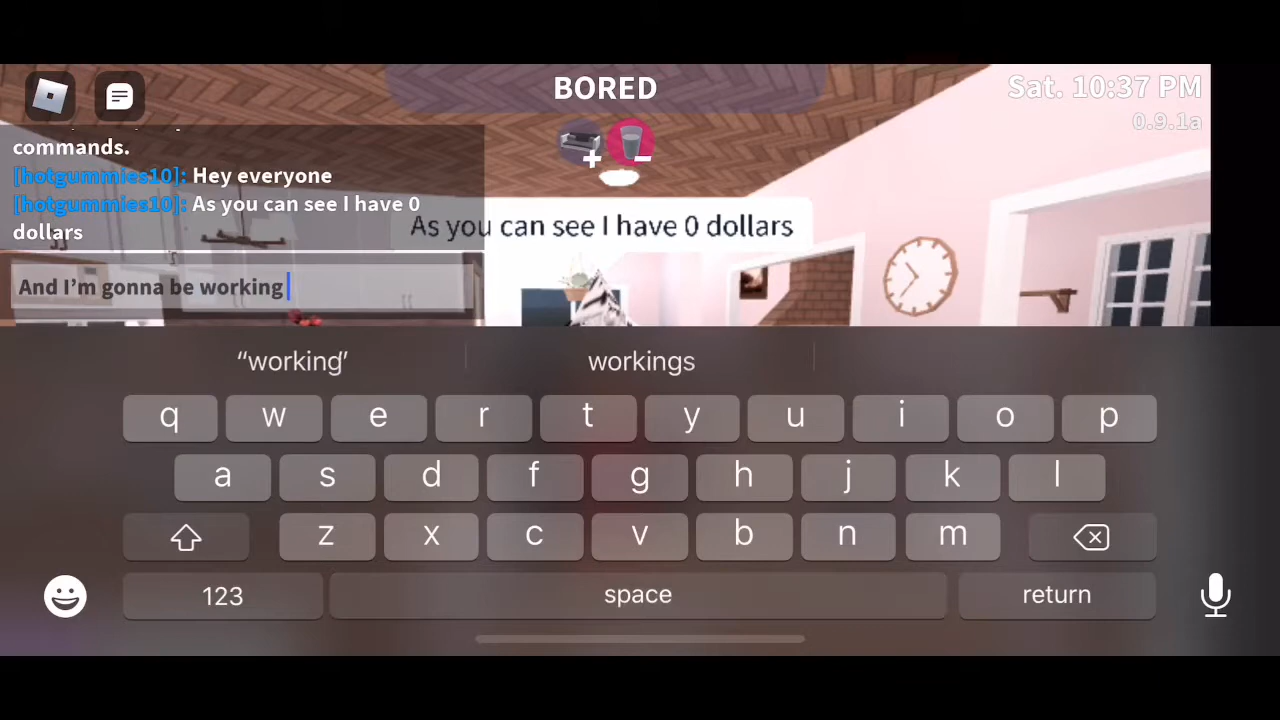 BORED
Sat. 10:37 PM
0.9.1a
commands.
[hotgummies10]: Hey everyone
[hotgummies10]: As you can see I have 0
dollars
As you can see I have 0 dollars
And I’m gonna be working
“working” workings
q w e r t y u i o p
a s d f g h j k l
z x c v b n m
123 space return